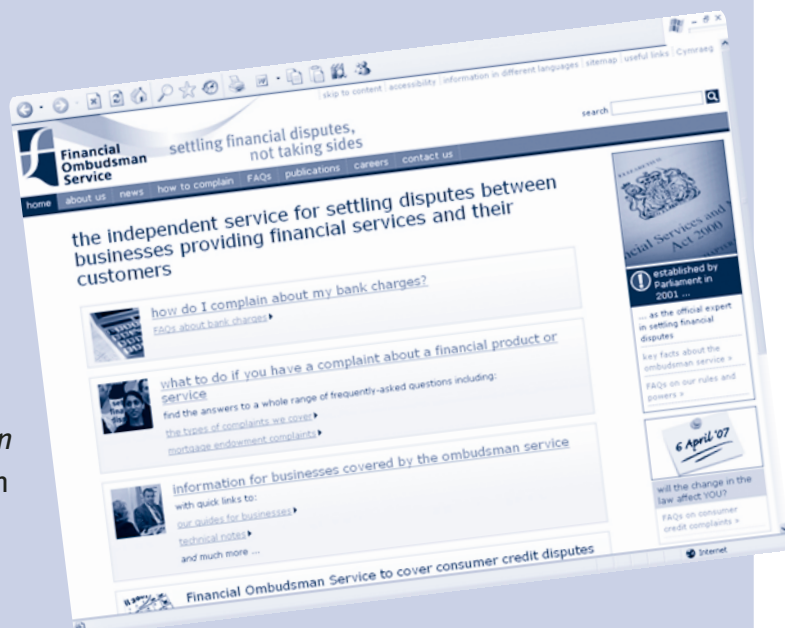 skip to content | accessibility | information in different languages | sitemap | useful links | Cymraeg
Financial
Ombudsman
Service
settling financial disputes,
not taking sides
search
home | about us | news | how to complain | FAQs | publications | careers | contact us
the independent service for settling disputes between
businesses providing financial services and their
customers
how do I complain about my bank charges?
FAQs about bank charges
what to do if you have a complaint about a financial product or
service
find the answers to a whole range of frequently-asked questions including:
the types of complaints we cover
mortgage endowment complaints
information for businesses covered by the ombudsman service
with quick links to:
our guides for businesses
technical notes
and much more ...
Financial Ombudsman Service to cover consumer credit disputes
cial Services and
Act 2000
established by
Parliament in
2001 ...
... as the official expert
in settling financial
disputes
key facts about the
ombudsman service »
FAQs on our rules and
powers »
6 April '07
will the change in the
law affect YOU?
FAQs on consumer
credit complaints »
Internet
n
n